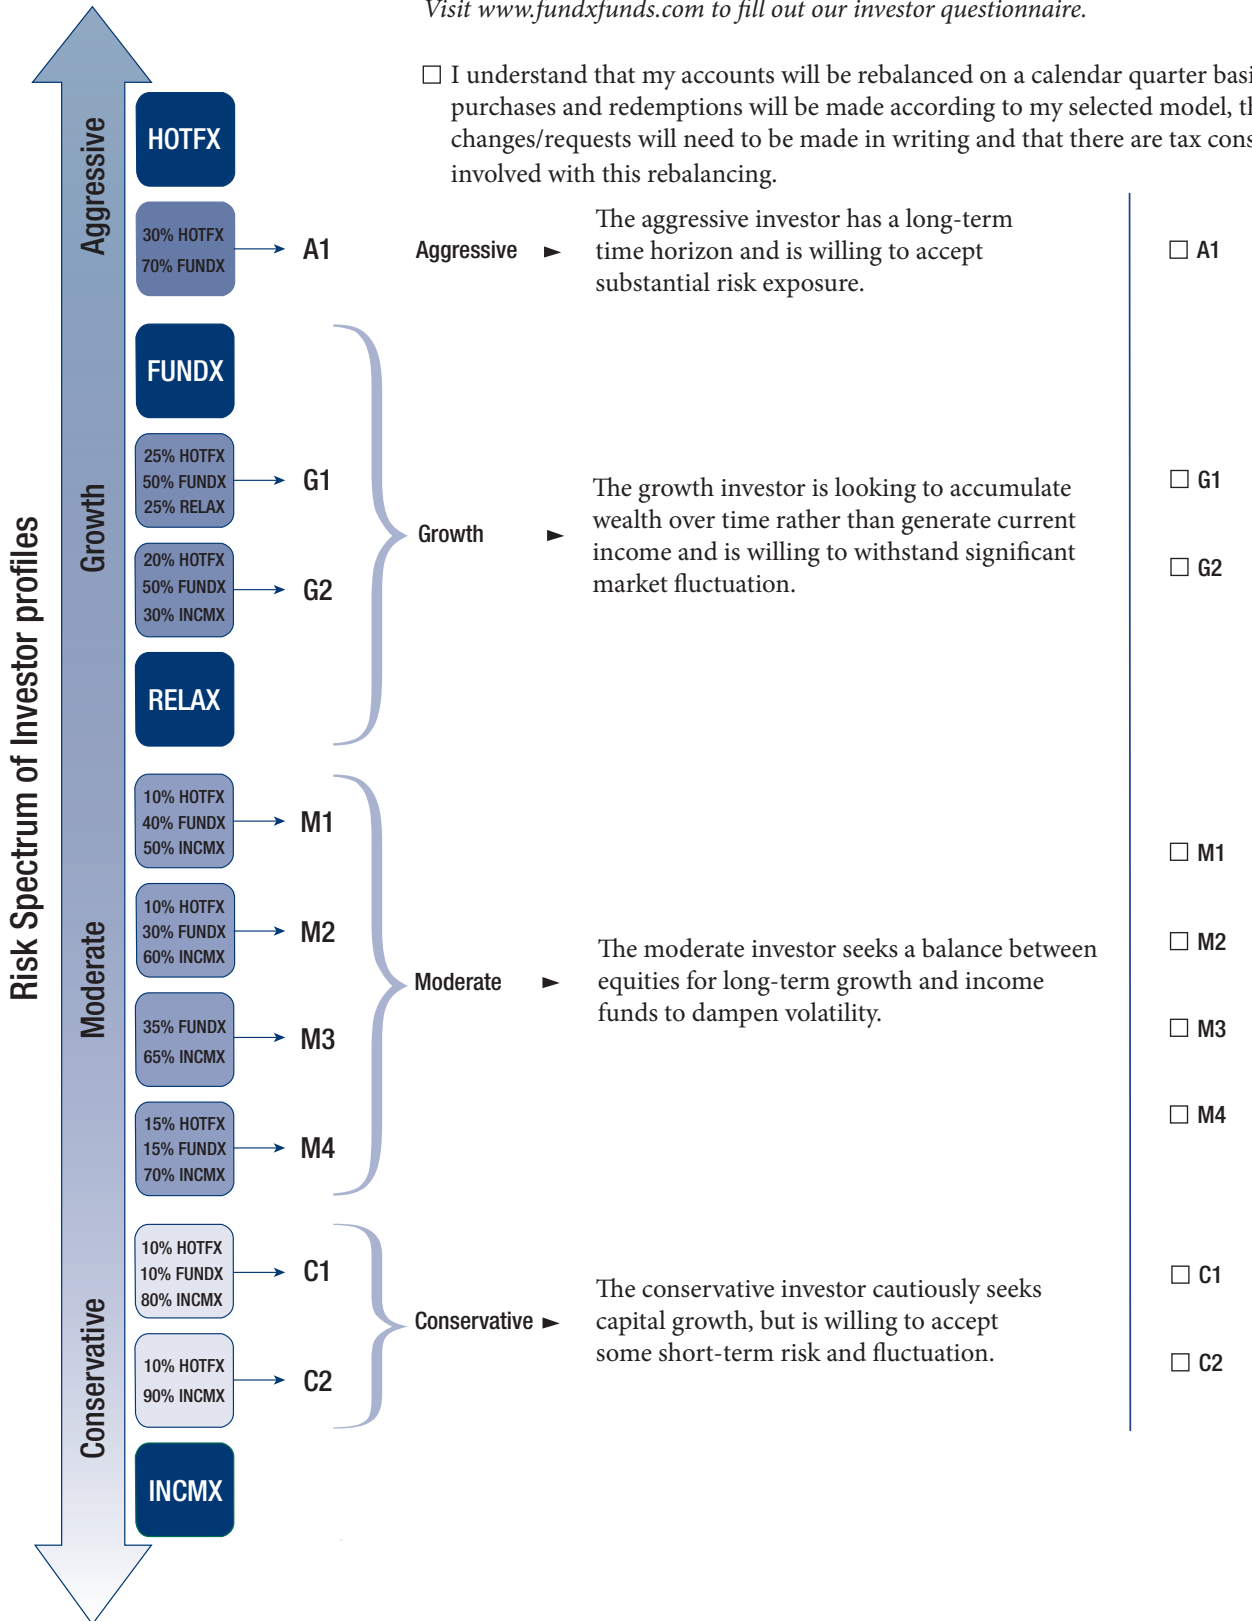 Visit www.fundxfunds.com to fill out our investor questionnaire.
I understand that my accounts will be rebalanced on a calendar quarter basi
purchases and redemptions will be made according to my selected model, th
changes/requests will need to be made in writing and that there are tax cons
involved with this rebalancing.
Risk Spectrum of Investor profiles
Aggressive
Growth
Moderate
Conservative
HOTFX
30% HOTFX
70% FUNDX
A1
Aggressive ►
The aggressive investor has a long-term
time horizon and is willing to accept
substantial risk exposure.
☐ A1
FUNDX
25% HOTFX
50% FUNDX
25% RELAX
G1
20% HOTFX
50% FUNDX
30% INCMX
G2
Growth ►
The growth investor is looking to accumulate
wealth over time rather than generate current
income and is willing to withstand significant
market fluctuation.
☐ G1
☐ G2
RELAX
10% HOTFX
40% FUNDX
50% INCMX
M1
10% HOTFX
30% FUNDX
60% INCMX
M2
35% FUNDX
65% INCMX
M3
15% HOTFX
15% FUNDX
70% INCMX
M4
Moderate ►
The moderate investor seeks a balance between
equities for long-term growth and income
funds to dampen volatility.
☐ M1
☐ M2
☐ M3
☐ M4
10% HOTFX
10% FUNDX
80% INCMX
C1
10% HOTFX
90% INCMX
C2
Conservative ►
The conservative investor cautiously seeks
capital growth, but is willing to accept
some short-term risk and fluctuation.
☐ C1
☐ C2
INCMX